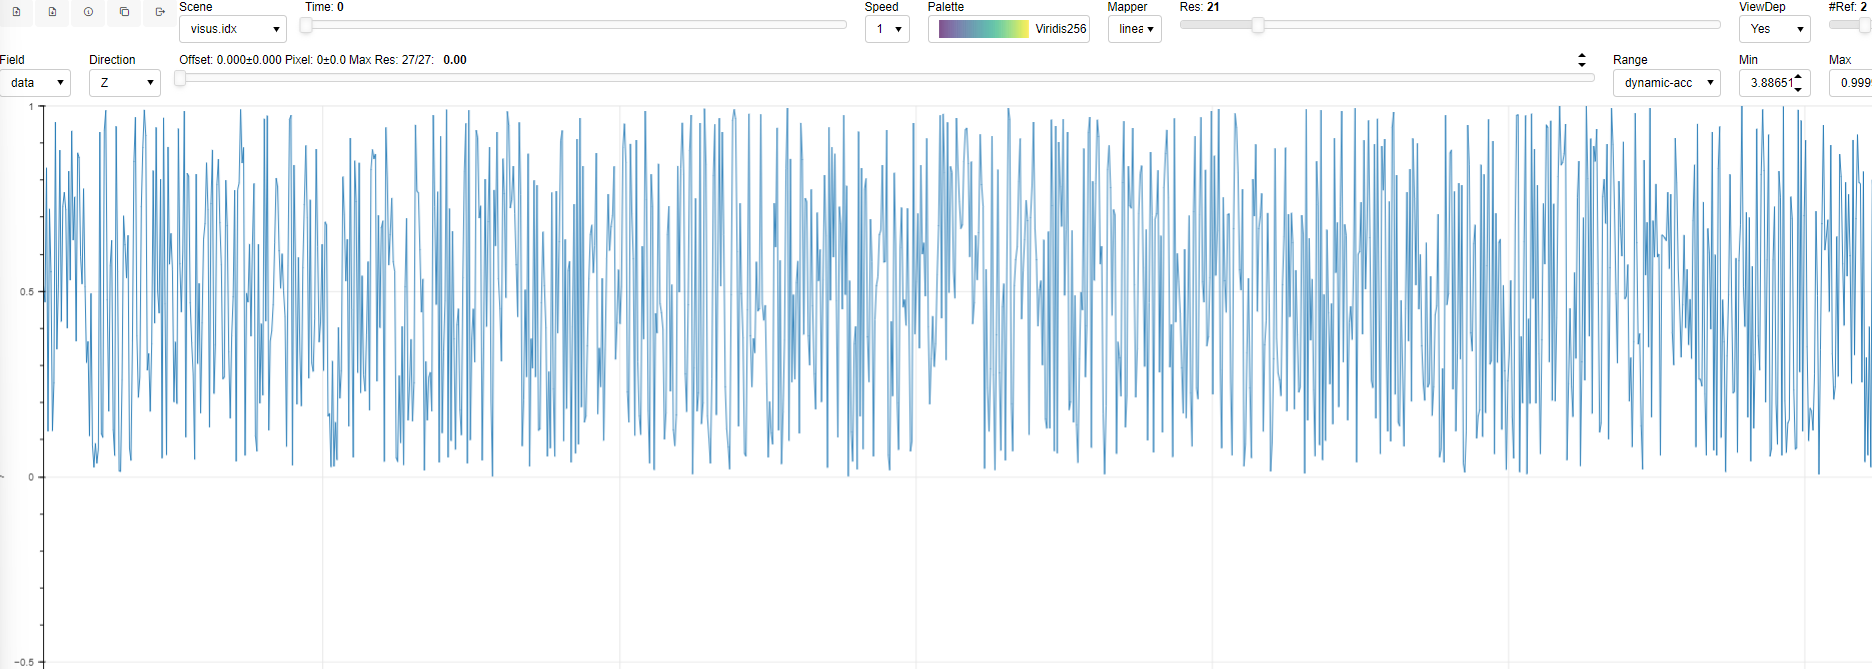 Scene Time: 0 Speed Palette Mapper Res: 21 ViewDep #Ref: 2
visus.idx 1 Viridis256 linea Yes
Field Direction Offset: 0.000±0.000 Pixel: 0±0.0 Max Res: 27/27: 0.00 Range Min Max
data Z dynamic-acc 3.88651 0.999
1
0.5
0
−0.5